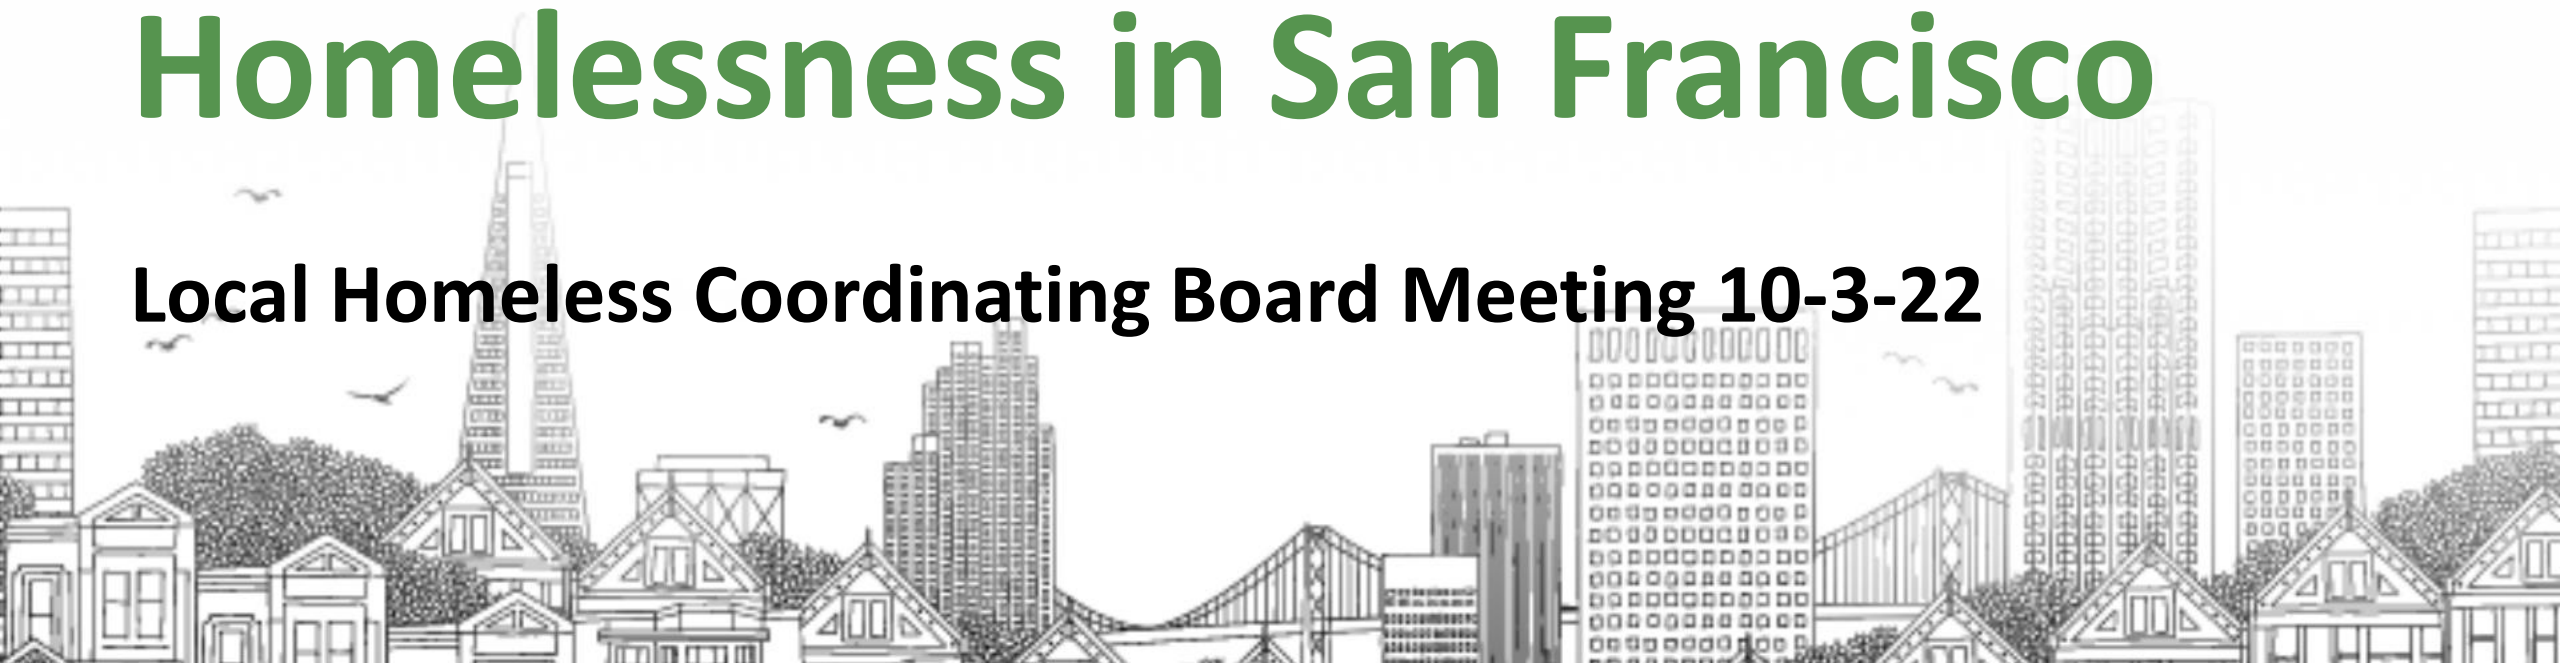 Homelessness in San Francisco
Local Homeless Coordinating Board Meeting 10-3-22